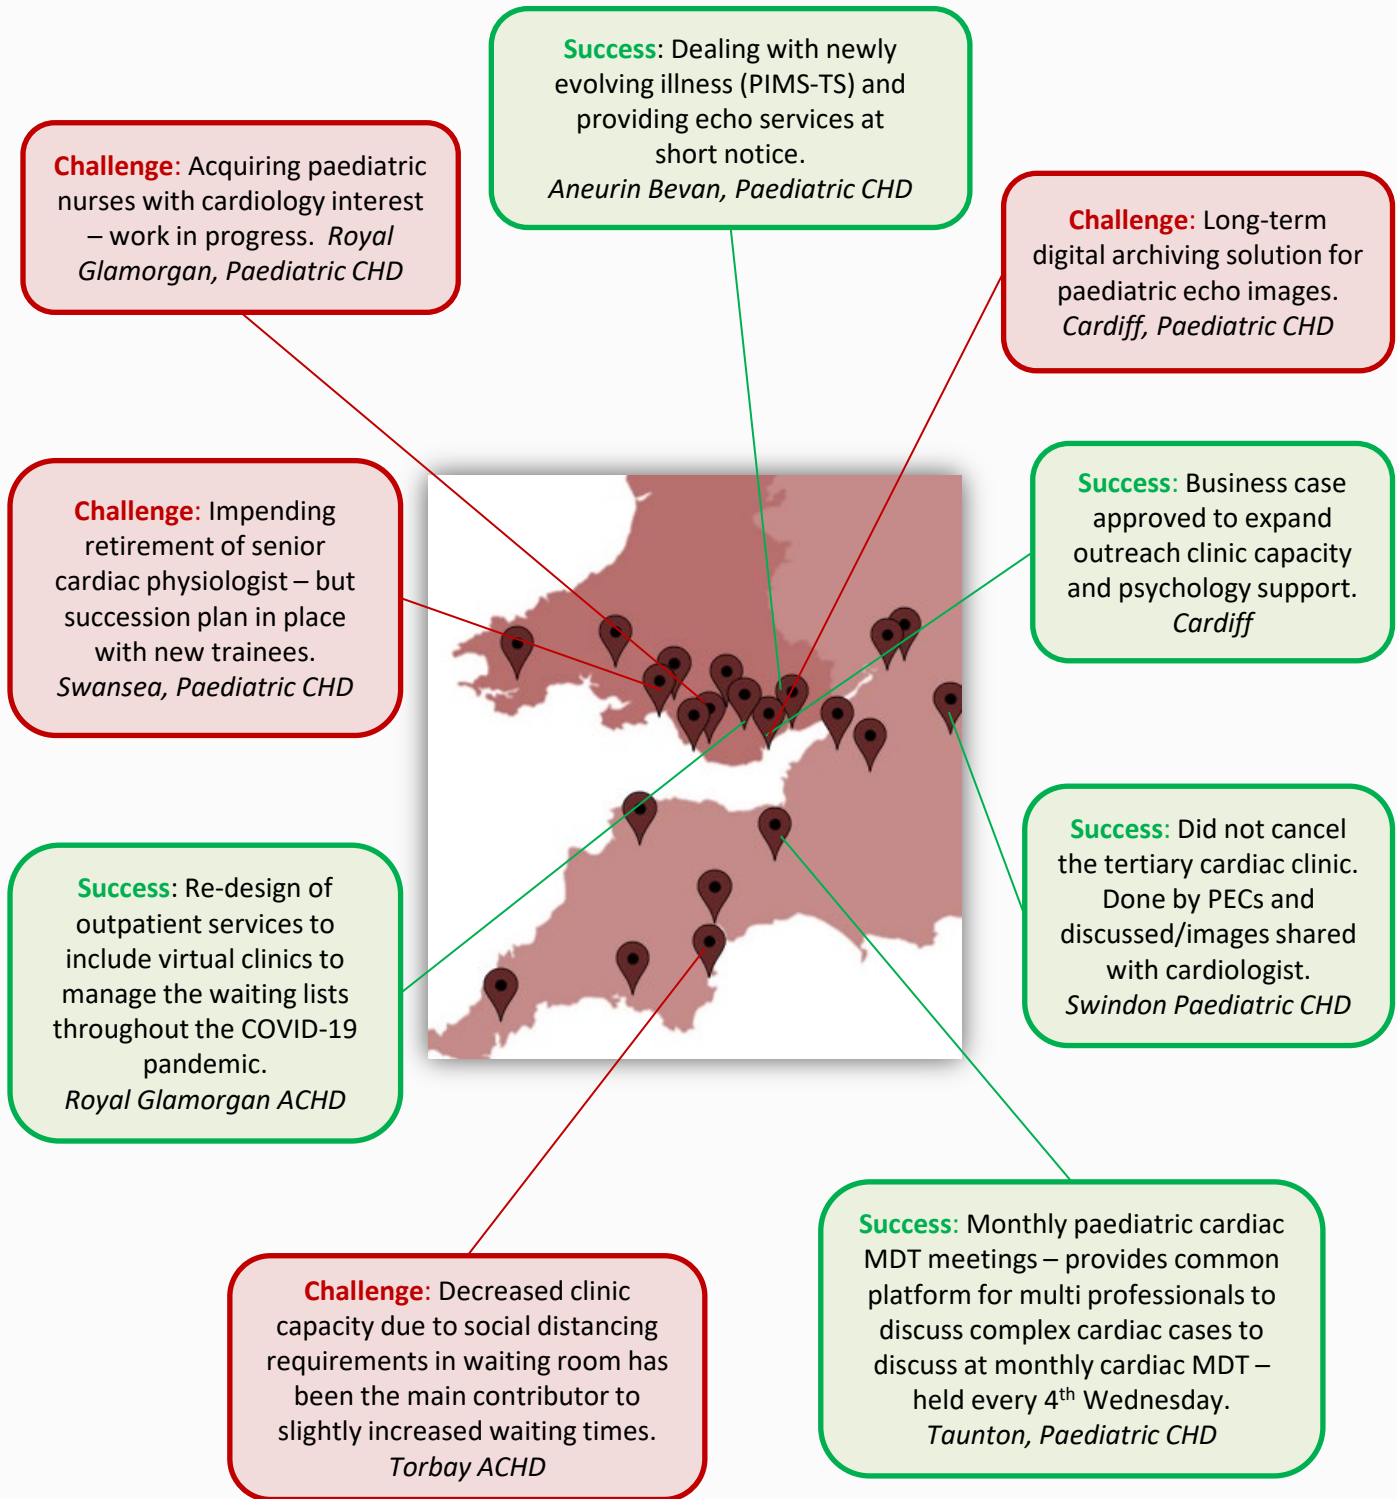 Success: Dealing with newly
evolving illness (PIMS-TS) and
providing echo services at
short notice.
Aneurin Bevan, Paediatric CHD
Challenge: Acquiring paediatric
nurses with cardiology interest
– work in progress. Royal
Glamorgan, Paediatric CHD
Challenge: Long-term
digital archiving solution for
paediatric echo images.
Cardiff, Paediatric CHD
Challenge: Impending
retirement of senior
cardiac physiologist – but
succession plan in place
with new trainees.
Swansea, Paediatric CHD
Success: Business case
approved to expand
outreach clinic capacity
and psychology support.
Cardiff
Success: Re-design of
outpatient services to
include virtual clinics to
manage the waiting lists
throughout the COVID-19
pandemic.
Royal Glamorgan ACHD
Success: Did not cancel
the tertiary cardiac clinic.
Done by PECs and
discussed/images shared
with cardiologist.
Swindon Paediatric CHD
Challenge: Decreased clinic
capacity due to social distancing
requirements in waiting room has
been the main contributor to
slightly increased waiting times.
Torbay ACHD
Success: Monthly paediatric cardiac
MDT meetings – provides common
platform for multi professionals to
discuss complex cardiac cases to
discuss at monthly cardiac MDT –
held every 4th Wednesday.
Taunton, Paediatric CHD